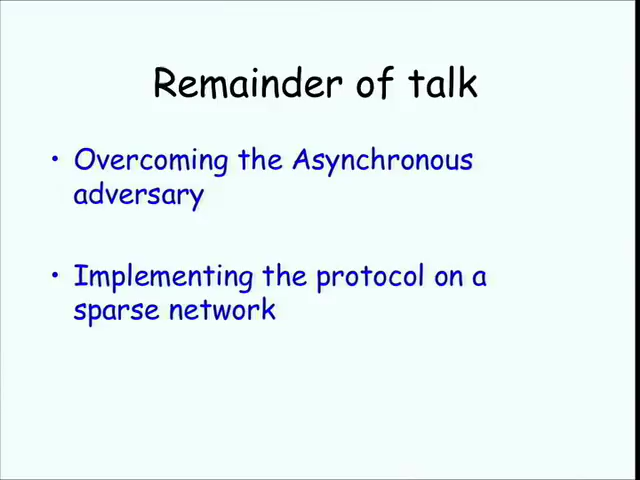 Remainder of talk
• Overcoming the Asynchronous
adversary
• Implementing the protocol on a
sparse network